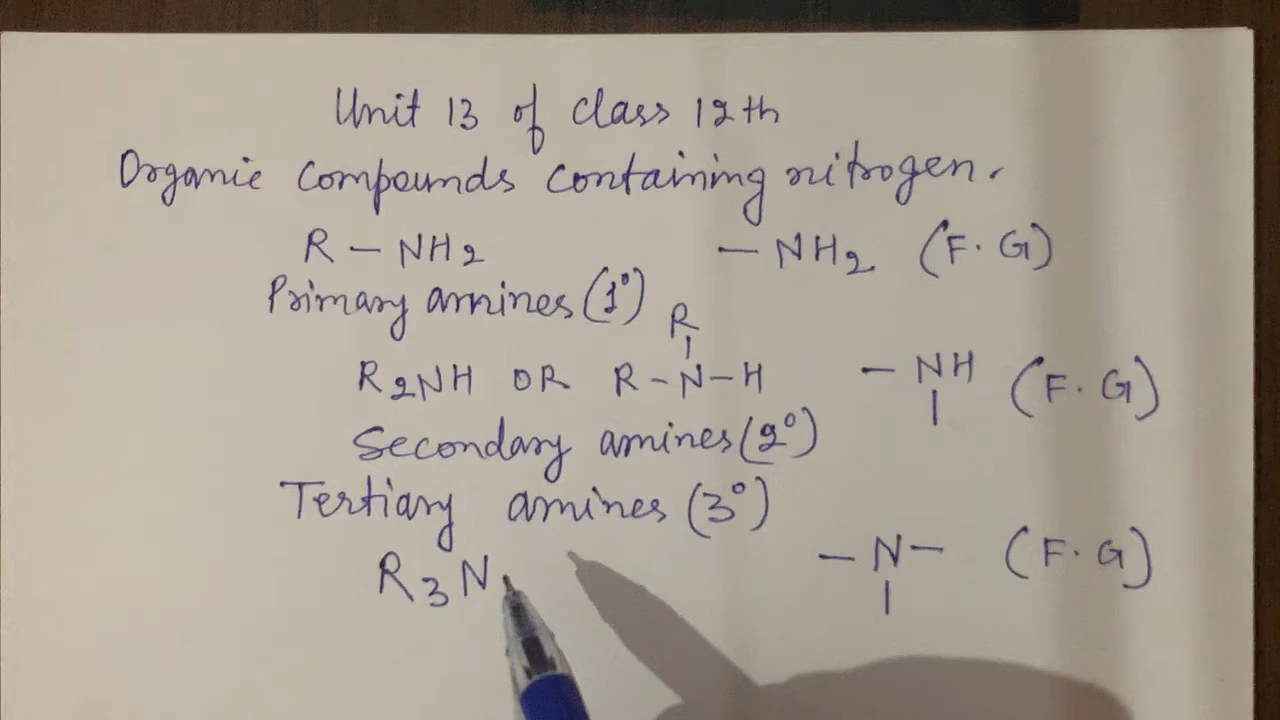 Unit 13 of class 12th
Organic compounds containing nitrogen.
R - NH2 - NH2 (F.G)
Primary amines (1°)
R
|
R2NH OR R - N - H - NH (F.G)
|
Secondary amines (2°)
Tertiary amines (3°)
R3N - N - (F.G)
|